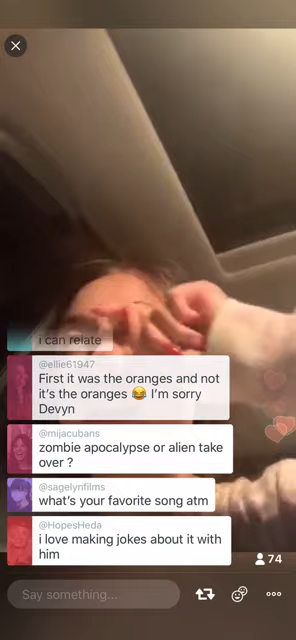 i can relate
@ellie61947
First it was the oranges and not
it's the oranges 😂 I'm sorry
Devyn
@mijacubans
zombie apocalypse or alien take
over ?
@sagelynfilms
what's your favorite song atm
@HopesHeda
i love making jokes about it with
him
74
Say something...